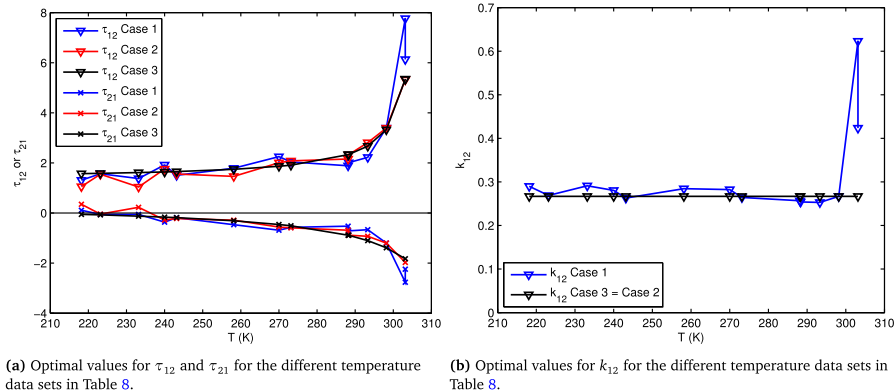 8
6
4
2
0
−2
−4
210 220 230 240 250 260 270 280 290 300 310
T (K)
τ12 or τ21
τ12 Case 1
τ12 Case 2
τ12 Case 3
τ21 Case 1
τ21 Case 2
τ21 Case 3
(a) Optimal values for τ12 and τ21 for the different temperature
data sets in Table 8.
0.7
0.6
0.5
0.4
0.3
0.2
0.1
0
210 220 230 240 250 260 270 280 290 300 310
T (K)
k12
k12 Case 1
k12 Case 3 = Case 2
(b) Optimal values for k12 for the different temperature data sets in
Table 8.